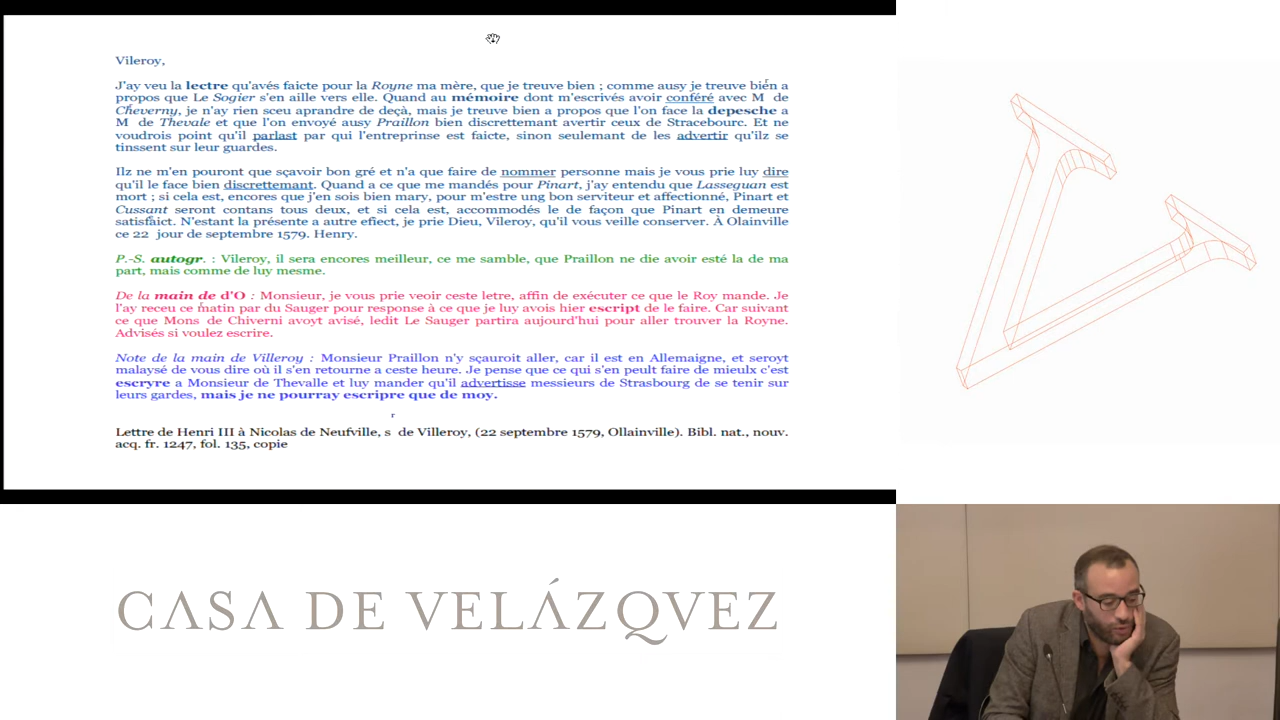 Vileroy,
J'ay veu la lectre qu'avés faicte pour la Royne ma mère, que je treuve bien ; comme ausy je treuve bién a
propos que Le Sogier s'en aille vers elle. Quand au mémoire dont m'escrivés avoir conféré avec M r de
Cheverny, je n'ay rien sceu aprandre de deçà, mais je treuve bien a propos que l'on face la depesche a
M r de Thevale et que l'on envoyé ausy Praillon bien discrettemant avertir ceux de Stracebourc. Et ne
voudrois point qu'il parlast par qui l'entreprinse est faicte, sinon seulemant de les advertir qu'ilz se
tinssent sur leur guardes.
Ilz ne m'en pouront que sçavoir bon gré et n'a que faire de nommer personne mais je vous prie luy dire
qu'il le face bien discrettemant. Quand a ce que me mandés pour Pinart, j'ay entendu que Lasseguan est
mort ; si cela est, encores que j'en sois bien mary, pour m'estre ung bon serviteur et affectionné, Pinart et
Cussant seront contans tous deux, et si cela est, accommodés le de façon que Pinart en demeure
satisfaict. N'estant la présente a autre efiect, je prie Dieu, Vileroy, qu'il vous veille conserver. À Olainville
ce 22 jour de septembre 1579. Henry.
P.-S. autogr. : Vileroy, il sera encores meilleur, ce me samble, que Praillon ne die avoir esté la de ma
part, mais comme de luy mesme.
De la main de d'O : Monsieur, je vous prie veoir ceste letre, affin de exécuter ce que le Roy mande. Je
l'ay receu ce matin par du Sauger pour response à ce que je luy avois hier escript de le faire. Car suivant
ce que Mons r de Chiverni avoyt avisé, ledit Le Sauger partira aujourd'hui pour aller trouver la Royne.
Advisés si voulez escrire.
Note de la main de Villeroy : Monsieur Praillon n'y sçauroit aller, car il est en Allemaigne, et seroyt
malaysé de vous dire où il s'en retourne a ceste heure. Je pense que ce qui s'en peult faire de mieulx c'est
escryre a Monsieur de Thevalle et luy mander qu'il advertisse messieurs de Strasbourg de se tenir sur
leurs gardes, mais je ne pourray escripre que de moy.
Lettre de Henri III à Nicolas de Neufville, s r de Villeroy, (22 septembre 1579, Ollainville). Bibl. nat., nouv.
acq. fr. 1247, fol. 135, copie
CASA DE VELÁZQVEZ